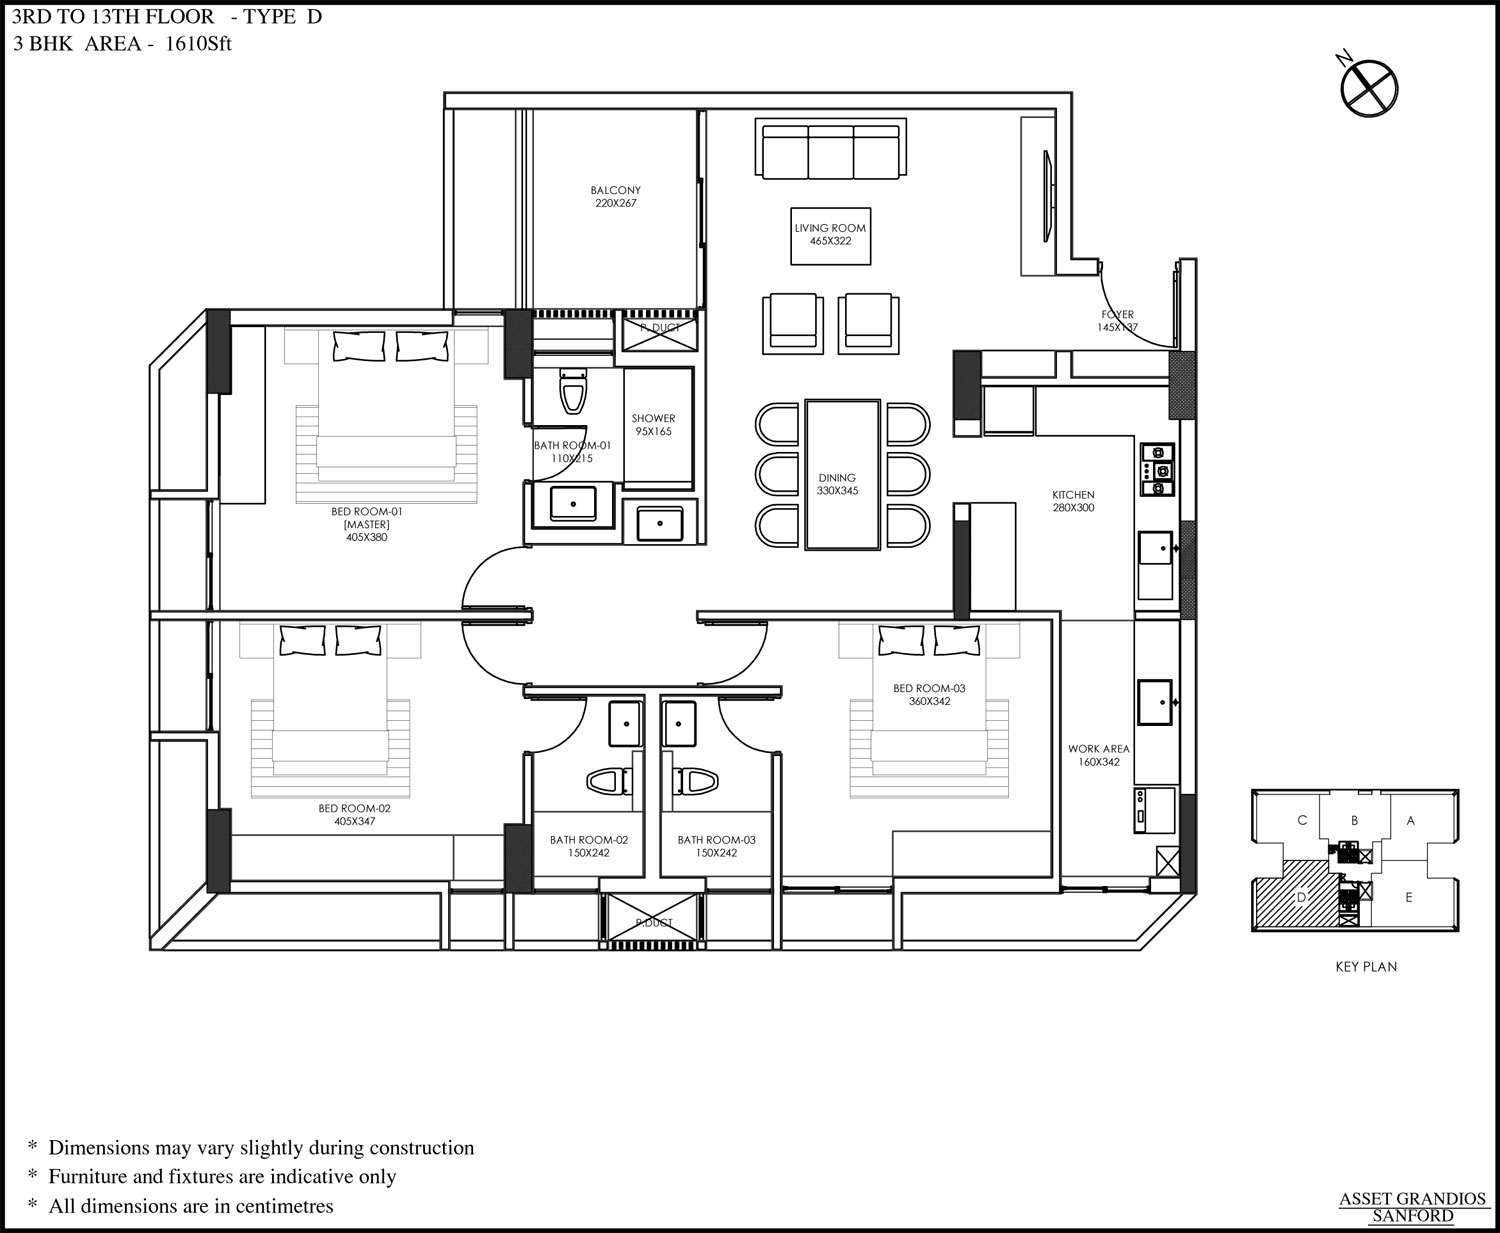 3RD TO 13TH FLOOR - TYPE D
3 BHK AREA - 1610Sft
N
BALCONY
220X267
LIVING ROOM
465X322
FOYER
145X137
P. DUCT
SHOWER
95X165
BATH ROOM-01
110X215
DINING
330X345
KITCHEN
280X300
BED ROOM-01
[MASTER]
405X380
BED ROOM-03
360X342
WORK AREA
160X342
BED ROOM-02
405X347
BATH ROOM-02
150X242
BATH ROOM-03
150X242
P.DUCT
C B A
D E
KEY PLAN
* Dimensions may vary slightly during construction
* Furniture and fixtures are indicative only
* All dimensions are in centimetres
ASSET GRANDIOS
SANFORD